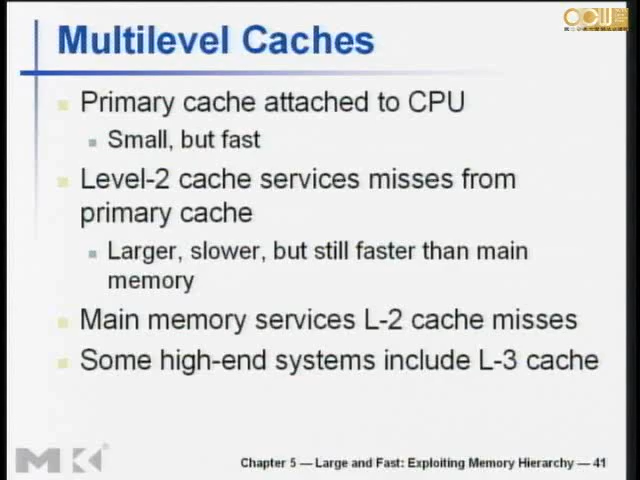 OCW
Multilevel Caches
Primary cache attached to CPU
Small, but fast
Level-2 cache services misses from
primary cache
Larger, slower, but still faster than main
memory
Main memory services L-2 cache misses
Some high-end systems include L-3 cache
MK
Chapter 5 — Large and Fast: Exploiting Memory Hierarchy — 41